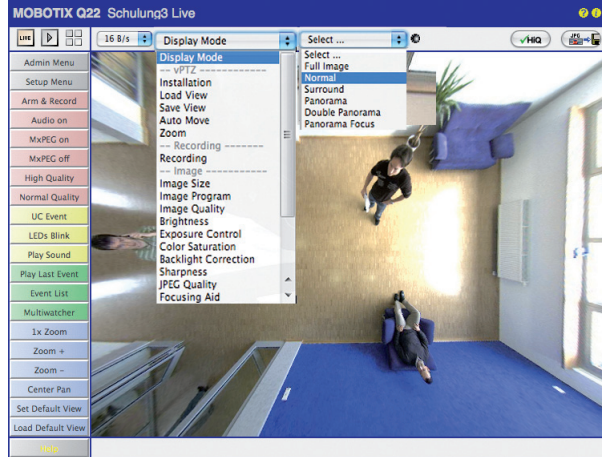 MOBOTIX Q22 Schulung3 Live
LIVE
16 B/s
Display Mode
Select ...
HiQ
JPG
Admin Menu
Setup Menu
Arm & Record
Audio on
MxPEG on
MxPEG off
High Quality
Normal Quality
UC Event
LEDs Blink
Play Sound
Play Last Event
Event List
Multiwatcher
1x Zoom
Zoom +
Zoom –
Center Pan
Set Default View
Load Default View
Help
Display Mode
-- vPTZ ------------
Installation
Load View
Save View
Auto Move
Zoom
-- Recording -------
Recording
-- Image -----------
Image Size
Image Program
Image Quality
Brightness
Exposure Control
Color Saturation
Backlight Correction
Sharpness
JPEG Quality
Focusing Aid
Select ...
Full Image
Normal
Surround
Panorama
Double Panorama
Panorama Focus